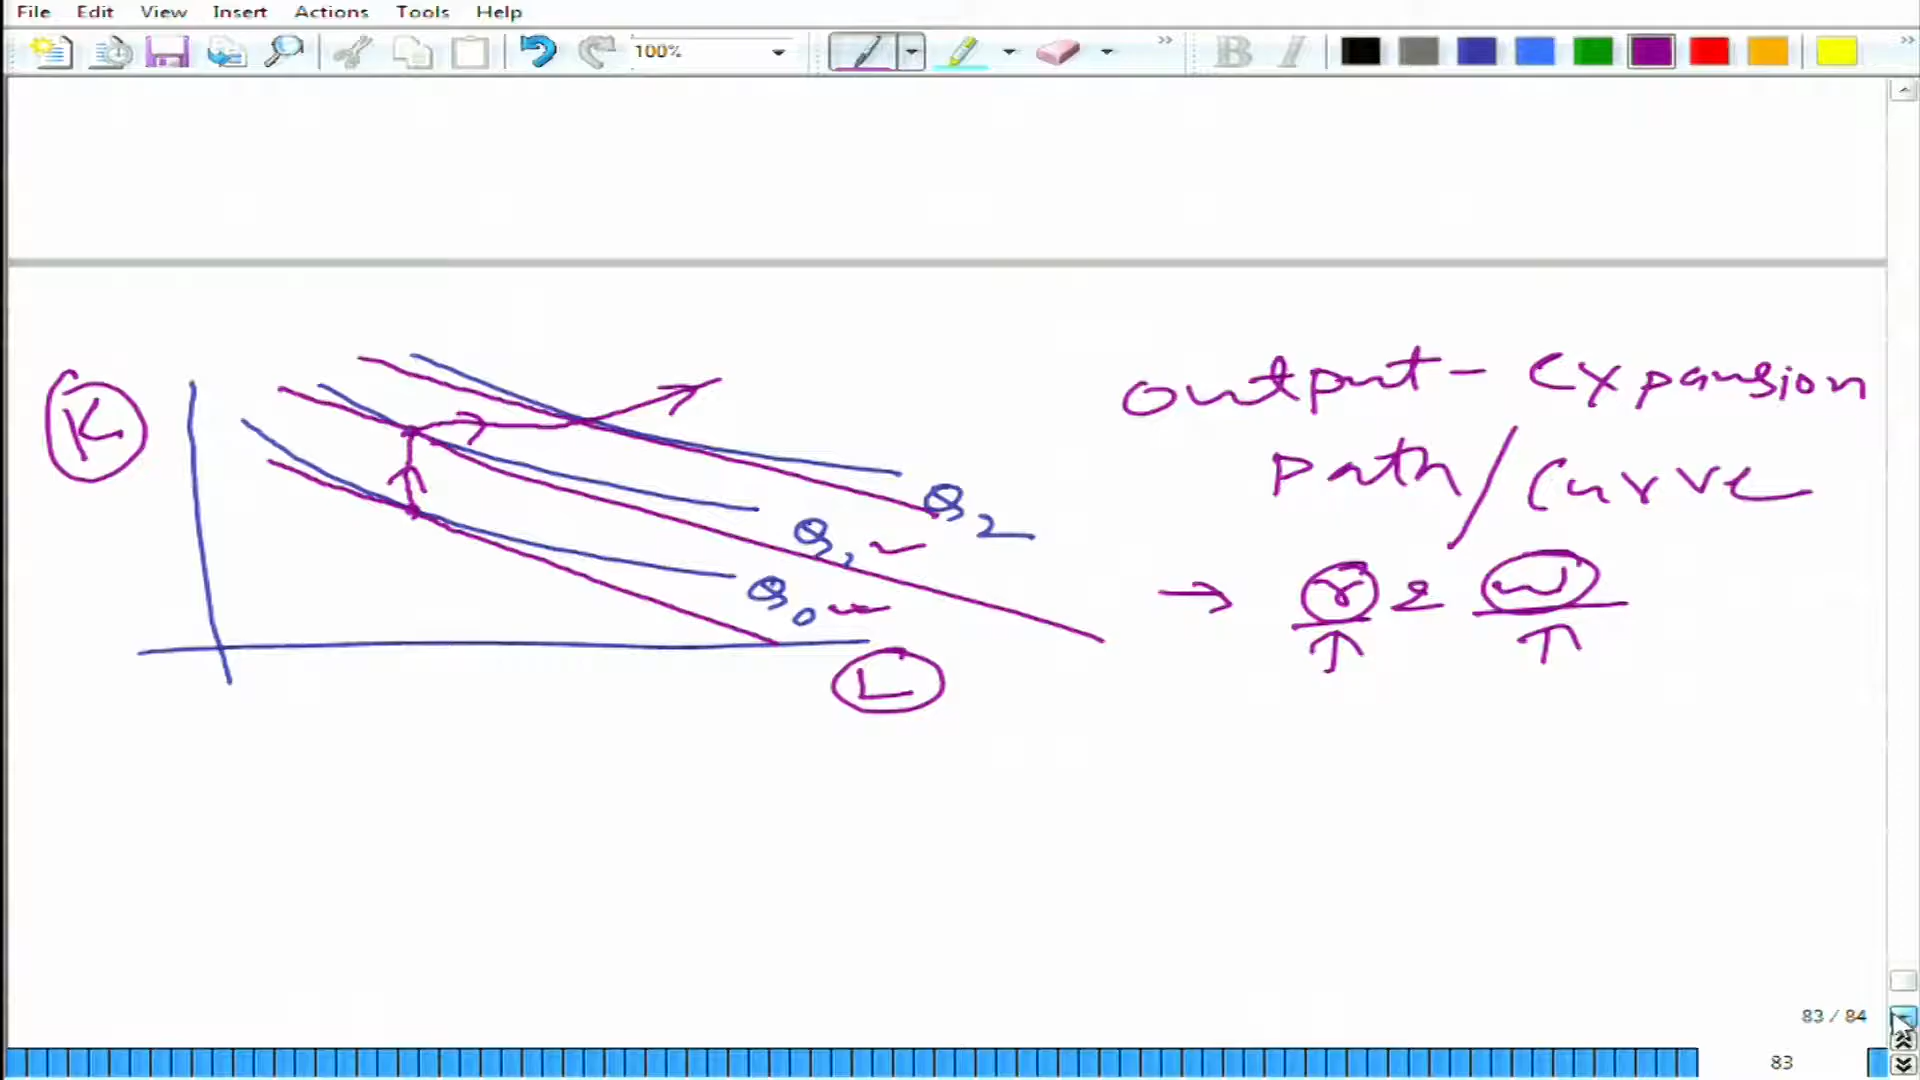 File Edit View Insert Actions Tools Help
100%
B I
K
Output - Expansion
Path / Curve
Q2
Q1
Q0
→ r & w
↑ ↑
L
83 / 84
83